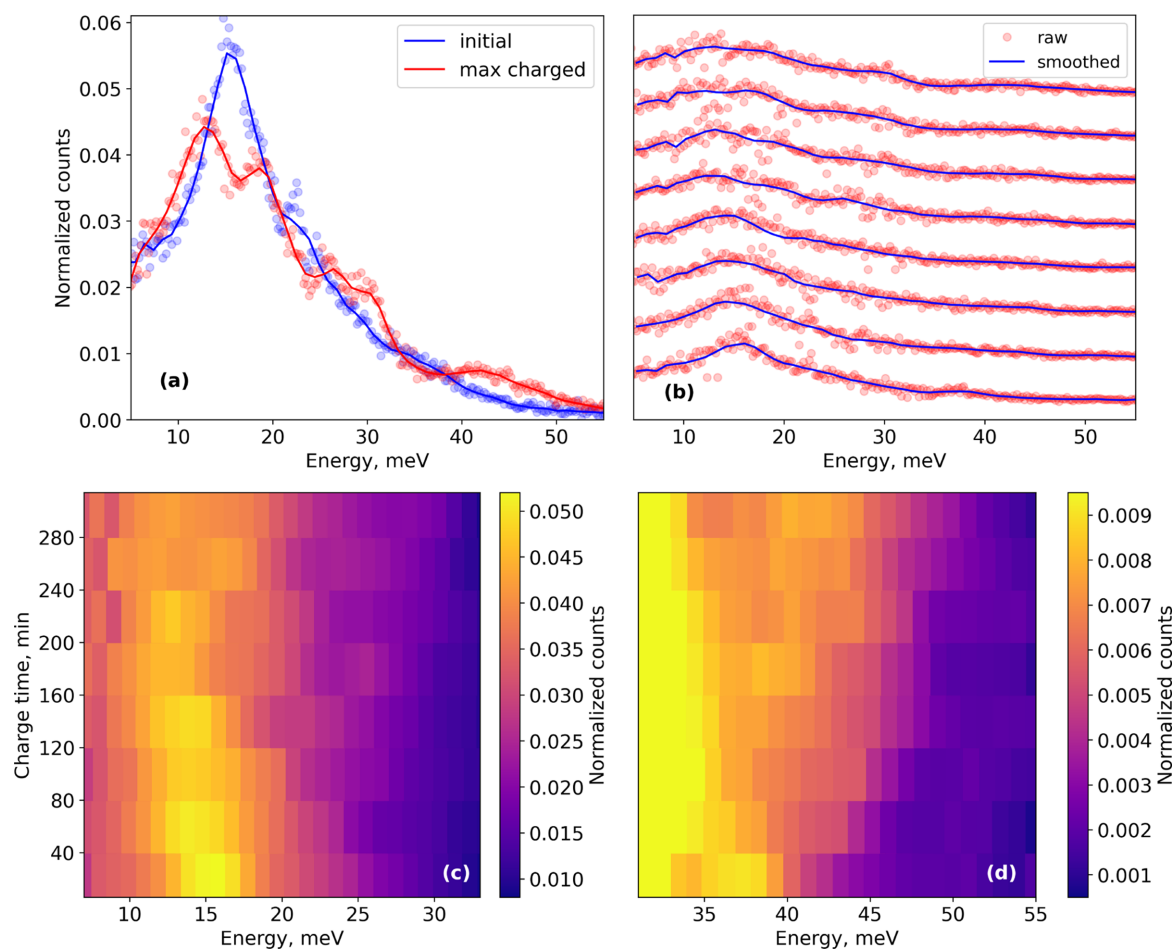 0.06
0.05
0.04
0.03
0.02
0.01
0.00
Normalized counts
initial
max charged
(a)
10 20 30 40 50
Energy, meV
raw
smoothed
(b)
10 20 30 40 50
Energy, meV
Charge time, min
280
240
200
160
120
80
40
(c)
10 15 20 25 30
Energy, meV
0.050
0.045
0.040
0.035
0.030
0.025
0.020
0.015
0.010
Normalized counts
(d)
35 40 45 50 55
Energy, meV
0.009
0.008
0.007
0.006
0.005
0.004
0.003
0.002
0.001
Normalized counts